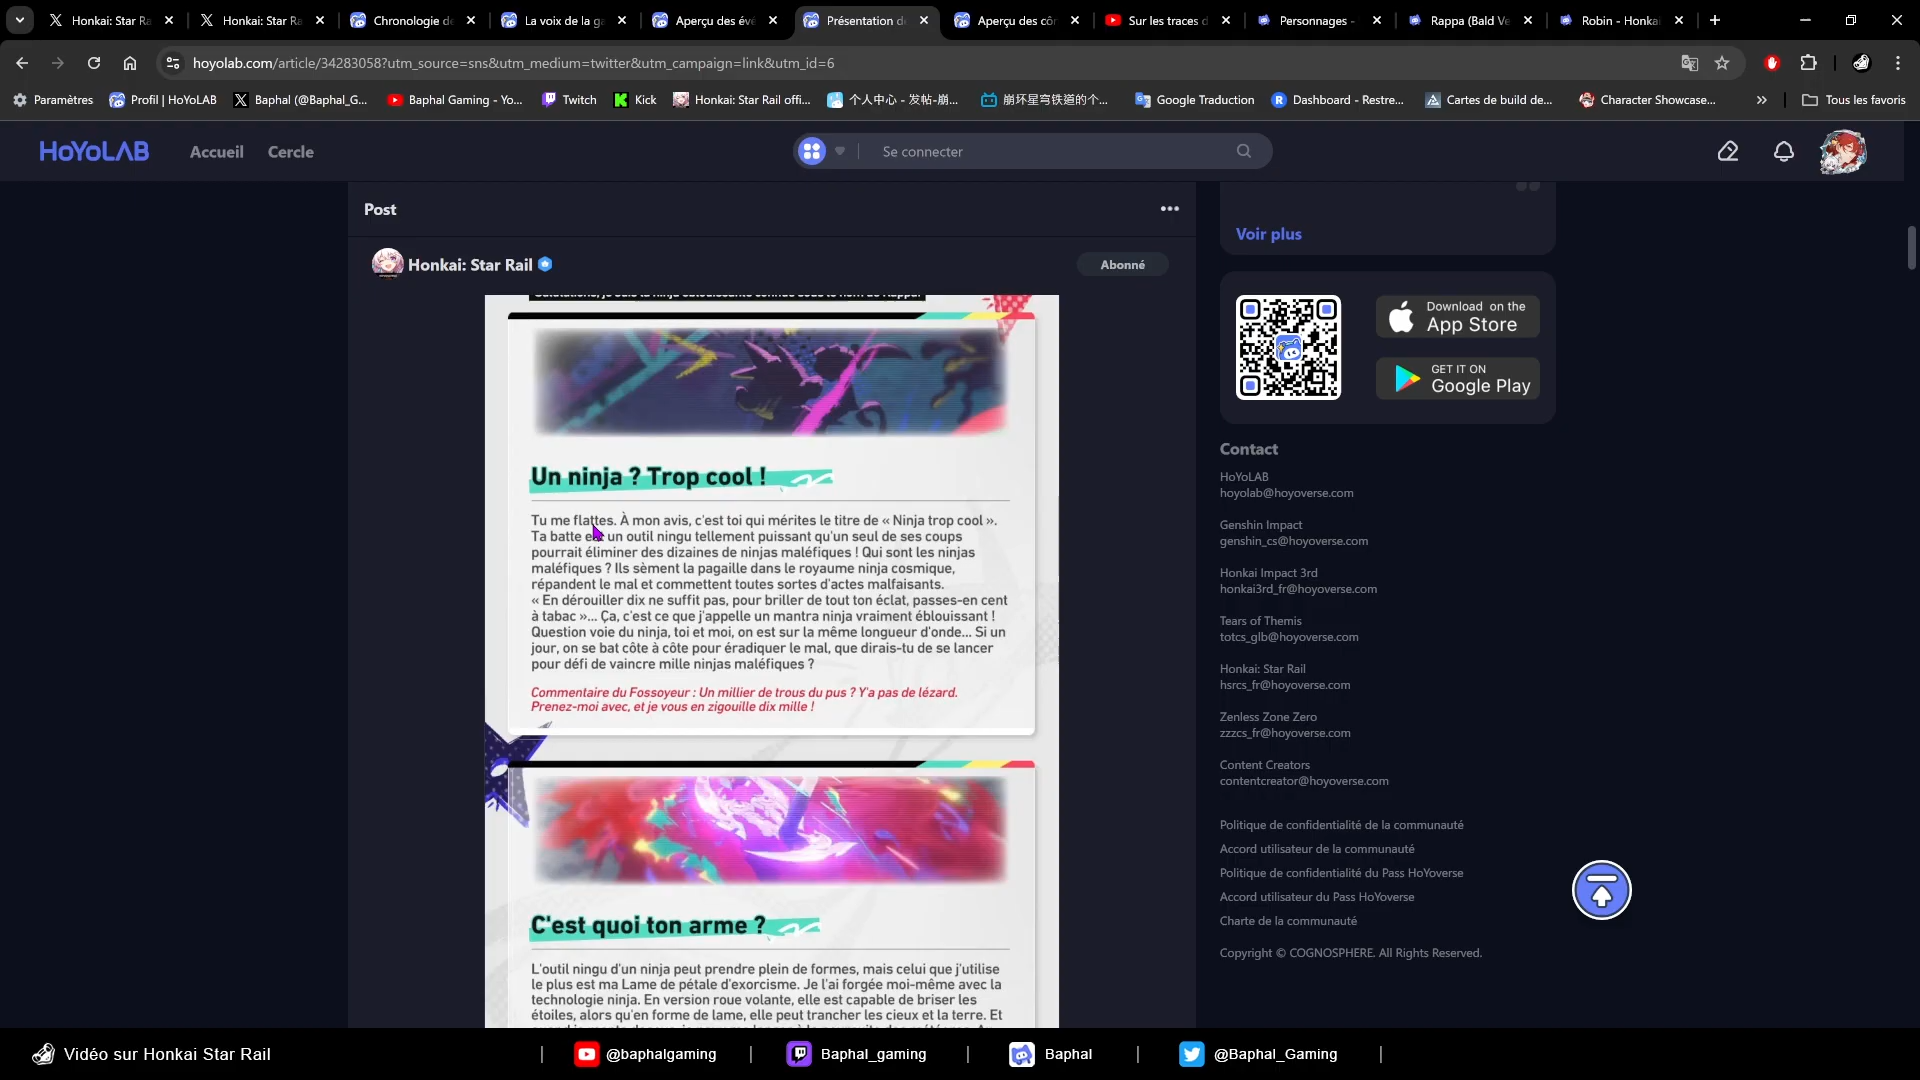 Honkai: Star Ra
Honkai: Star Ra
Chronologie de
La voix de la ga
Aperçu des évé
Présentation d
Aperçu des côn
Sur les traces d
Personnages -
Rappa (Bald Ve
Robin - Honkai
hoyolab.com/article/34283058?utm_source=sns&utm_medium=twitter&utm_campaign=link&utm_id=6
Paramètres
Profil | HoYoLAB
Baphal (@Baphal_G...
Baphal Gaming - Yo...
Twitch
Kick
Honkai: Star Rail offi...
个人中心 - 发帖-崩...
崩坏星穹铁道的个...
Google Traduction
Dashboard - Restre...
Cartes de build de...
Character Showcase...
Tous les favoris
HoYoLAB
Accueil
Cercle
Se connecter
Post
Honkai: Star Rail
Abonné
Un ninja ? Trop cool !
Tu me flattes. À mon avis, c'est toi qui mérites le titre de « Ninja trop cool ».
Ta batte est un outil ningu tellement puissant qu'un seul de ses coups
pourrait éliminer des dizaines de ninjas maléfiques ! Qui sont les ninjas
maléfiques ? Ils sèment la pagaille dans le royaume ninja cosmique,
répandent le mal et commettent toutes sortes d'actes malfaisants.
« En dérouiller dix ne suffit pas, pour briller de tout ton éclat, passes-en cent
à tabac »... Ça, c'est ce que j'appelle un mantra ninja vraiment éblouissant !
Question voie du ninja, toi et moi, on est sur la même longueur d'onde... Si un
jour, on se bat côte à côte pour éradiquer le mal, que dirais-tu de se lancer
pour défi de vaincre mille ninjas maléfiques ?
Commentaire du Fossoyeur : Un millier de trous du pus ? Y'a pas de lézard.
Prenez-moi avec, et je vous en zigouille dix mille !
C'est quoi ton arme ?
L'outil ningu d'un ninja peut prendre plein de formes, mais celui que j'utilise
le plus est ma Lame de pétale d'exorcisme. Je l'ai forgée moi-même avec la
technologie ninja. En version roue volante, elle est capable de briser les
étoiles, alors qu'en forme de lame, elle peut trancher les cieux et la terre. Et
Voir plus
Download on the
App Store
GET IT ON
Google Play
Contact
HoYoLAB
hoyolab@hoyoverse.com
Genshin Impact
genshin_cs@hoyoverse.com
Honkai Impact 3rd
honkai3rd_fr@hoyoverse.com
Tears of Themis
totcs_glb@hoyoverse.com
Honkai: Star Rail
hsrcs_fr@hoyoverse.com
Zenless Zone Zero
zzzcs_fr@hoyoverse.com
Content Creators
contentcreator@hoyoverse.com
Politique de confidentialité de la communauté
Accord utilisateur de la communauté
Politique de confidentialité du Pass HoYoverse
Accord utilisateur du Pass HoYoverse
Charte de la communauté
Copyright © COGNOSPHERE. All Rights Reserved.
Vidéo sur Honkai Star Rail
@baphalgaming
Baphal_gaming
Baphal
@Baphal_Gaming